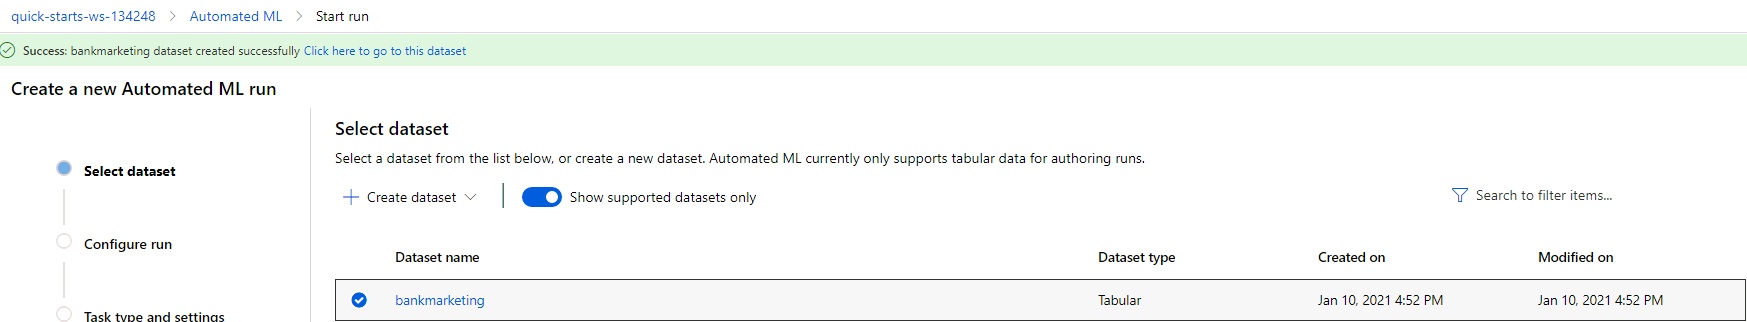 quick-starts-ws-134248 > Automated ML > Start run
Success: bankmarketing dataset created successfully Click here to go to this dataset
Create a new Automated ML run
Select dataset
Configure run
Task type and settings
Select dataset
Select a dataset from the list below, or create a new dataset. Automated ML currently only supports tabular data for authoring runs.
Create dataset Show supported datasets only Search to filter items...
Dataset name Dataset type Created on Modified on
bankmarketing Tabular Jan 10, 2021 4:52 PM Jan 10, 2021 4:52 PM